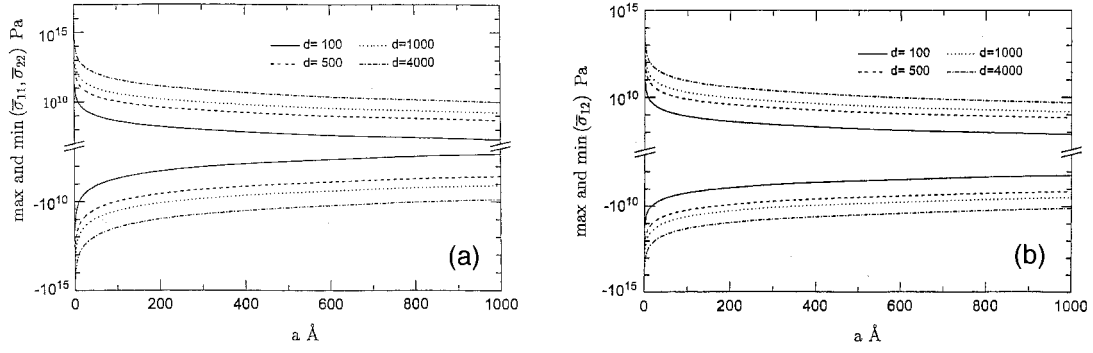 max and min (σ̅₁₁, σ̅₂₂) Pa
10¹⁵
10¹⁰
-10¹⁰
-10¹⁵
d= 100
d=1000
d= 500
d=4000
(a)
0
200
400
600
800
1000
a Å
max and min (σ̅₁₂) Pa
10¹⁵
10¹⁰
-10¹⁰
-10¹⁵
d= 100
d=1000
d= 500
d=4000
(b)
0
200
400
600
800
1000
a Å